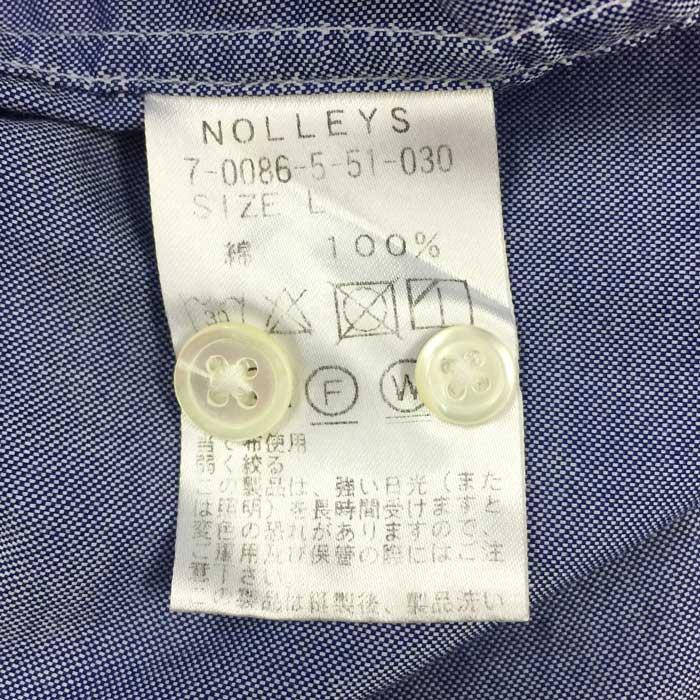 NOLLEYS
7-0086-5-51-030
SIZE L
綿 100%
30
F W
当て布使用
弱く絞る
この製品は、強い日光(また
は照明)を長時間受けますと、
変色の恐れがありますので、
ご着用及び保管の際にはご注
意下さい。
この製品は縫製後、製品洗い